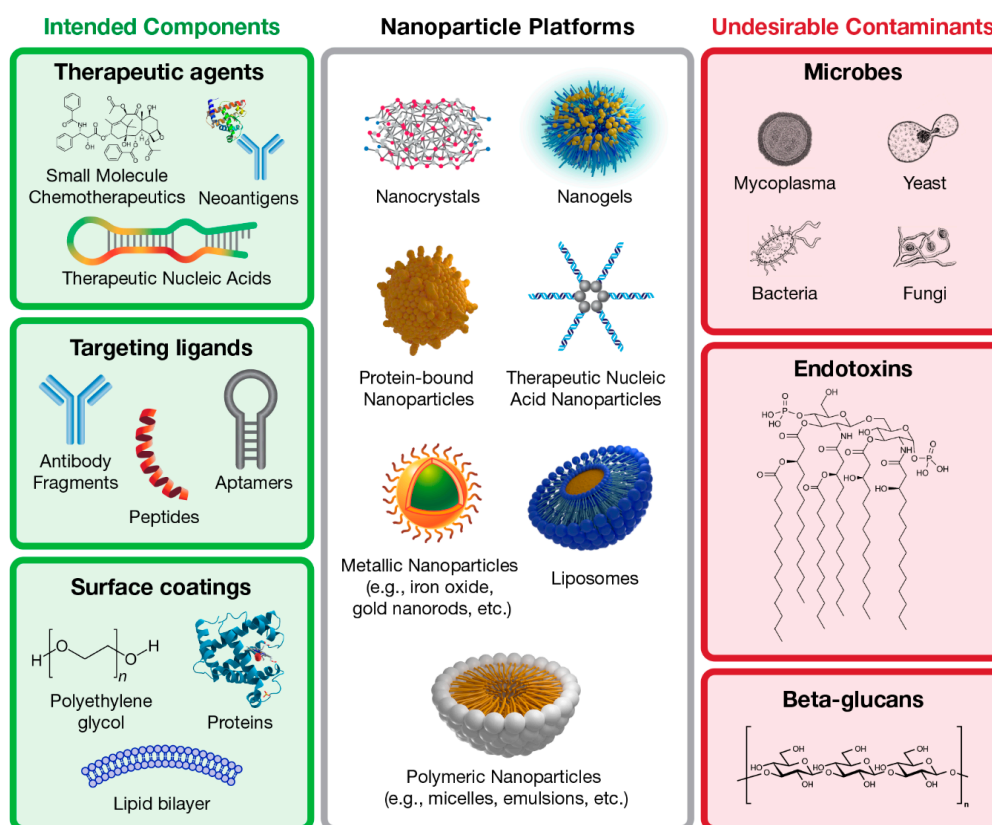 Intended Components
Therapeutic agents
Small Molecule
Chemotherapeutics
Neoantigens
Therapeutic Nucleic Acids
Targeting ligands
Antibody
Fragments
Peptides
Aptamers
Surface coatings
H
O
n
O
H
Polyethylene
glycol
Proteins
Lipid bilayer
Nanoparticle Platforms
Nanocrystals
Nanogels
Protein-bound
Nanoparticles
Therapeutic Nucleic
Acid Nanoparticles
Metallic Nanoparticles
(e.g., iron oxide,
gold nanorods, etc.)
Liposomes
Polymeric Nanoparticles
(e.g., micelles, emulsions, etc.)
Undesirable Contaminants
Microbes
Mycoplasma
Yeast
Bacteria
Fungi
Endotoxins
Beta-glucans